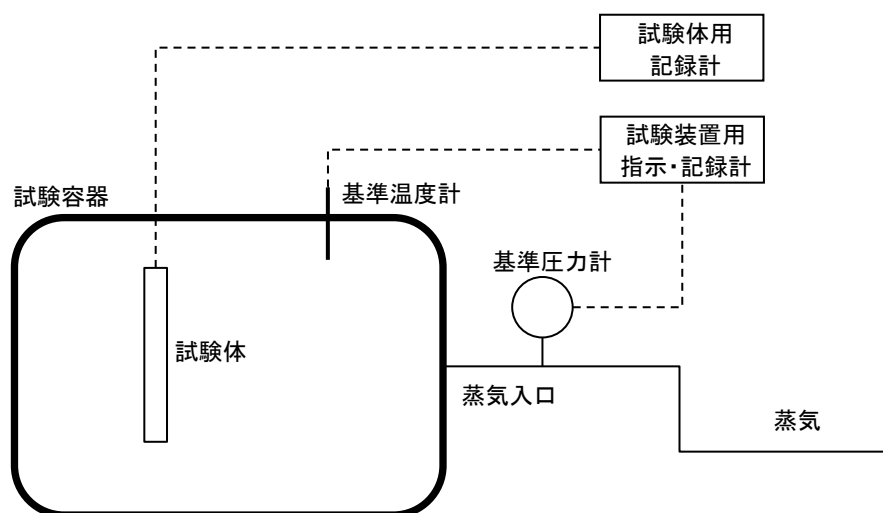 試験体用
記録計
試験装置用
指示・記録計
試験容器
基準温度計
基準圧力計
試験体
蒸気入口
蒸気